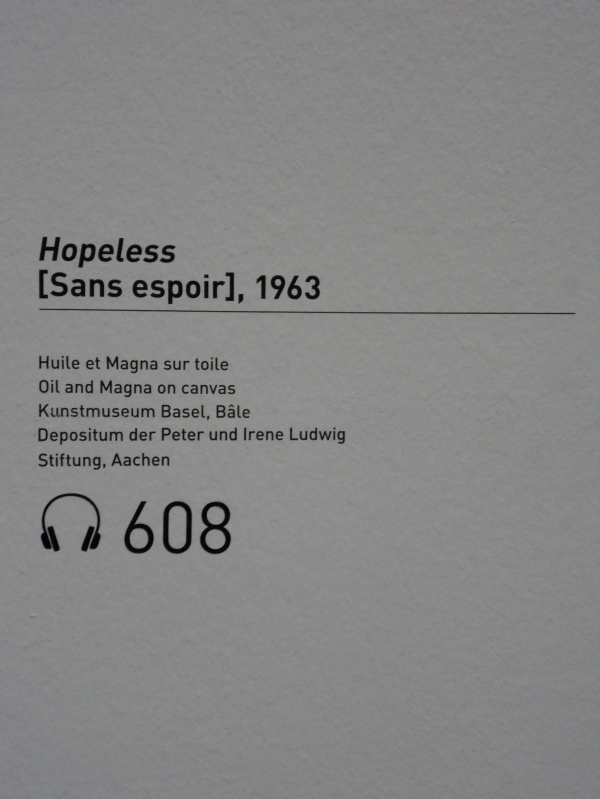 Hopeless
[Sans espoir], 1963
Huile et Magna sur toile
Oil and Magna on canvas
Kunstmuseum Basel, Bâle
Depositum der Peter und Irene Ludwig
Stiftung, Aachen
608